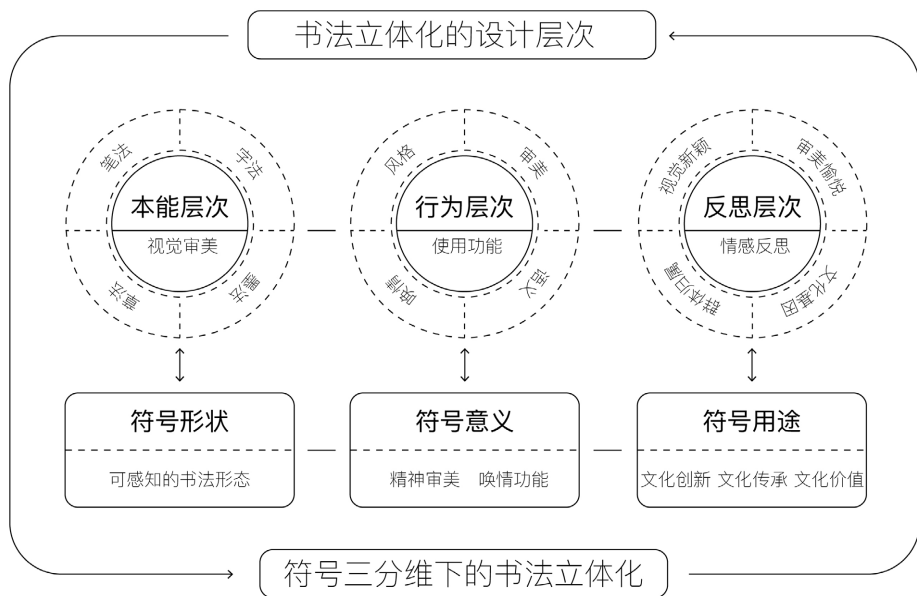 书法立体化的设计层次
笔法
字法
本能层次
视觉审美
章法
墨法
风格
审美
行为层次
使用功能
唤情
语义
视觉新颖
审美愉悦
反思层次
情感反思
群体归属
文化基因
符号形状
可感知的书法形态
符号意义
精神审美 唤情功能
符号用途
文化创新 文化传承 文化价值
符号三分维下的书法立体化